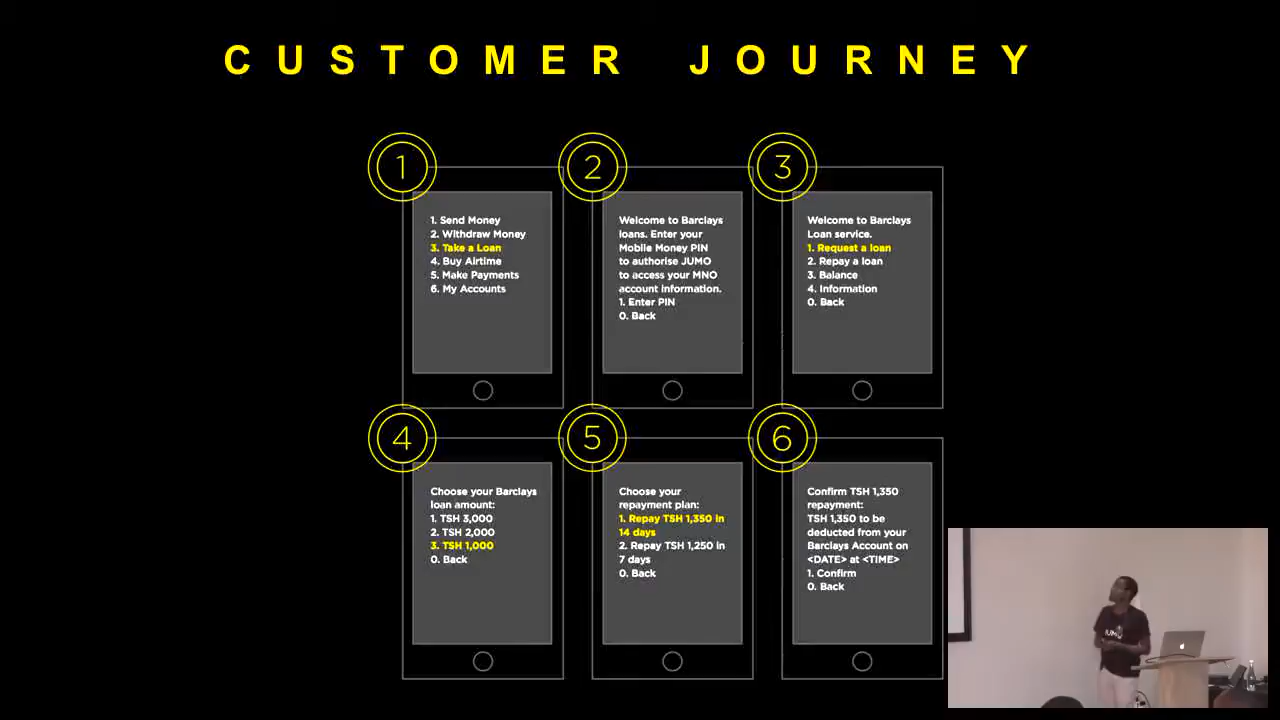 CUSTOMER JOURNEY
1
1. Send Money
2. Withdraw Money
3. Take a Loan
4. Buy Airtime
5. Make Payments
6. My Accounts
2
Welcome to Barclays
loans. Enter your
Mobile Money PIN
to authorise JUMO
to access your MNO
account information.
1. Enter PIN
0. Back
3
Welcome to Barclays
Loan service.
1. Request a loan
2. Repay a loan
3. Balance
4. Information
0. Back
4
Choose your Barclays
loan amount:
1. TSH 3,000
2. TSH 2,000
3. TSH 1,000
0. Back
5
Choose your
repayment plan:
1. Repay TSH 1,350 in
14 days
2. Repay TSH 1,250 in
7 days
0. Back
6
Confirm TSH 1,350
repayment:
TSH 1,350 to be
deducted from your
Barclays Account on
<DATE> at <TIME>
1. Confirm
0. Back
JUMO